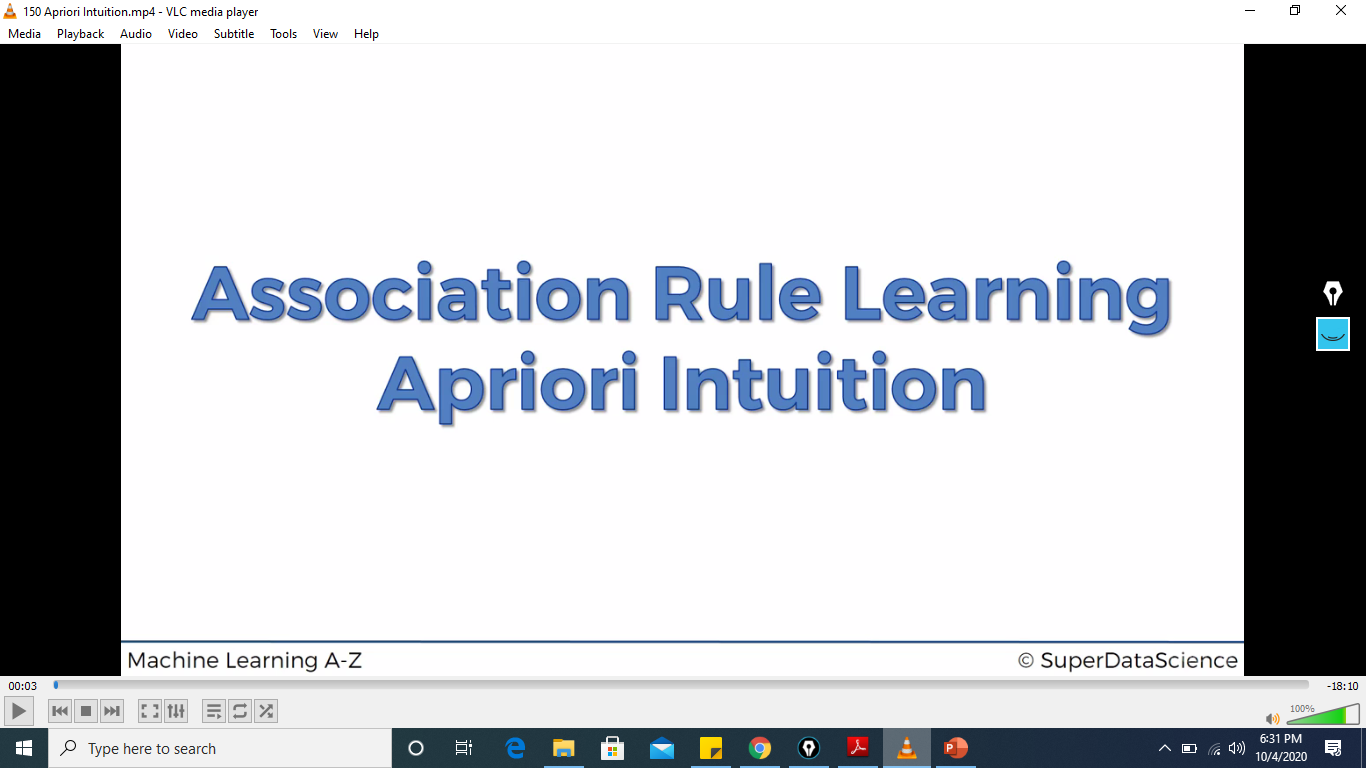 150 Apriori Intuition.mp4 - VLC media player
Media Playback Audio Video Subtitle Tools View Help
Association Rule Learning
Apriori Intuition
Machine Learning A-Z © SuperDataScience
00:03 -18:10
100%
Type here to search
6:31 PM
10/4/2020